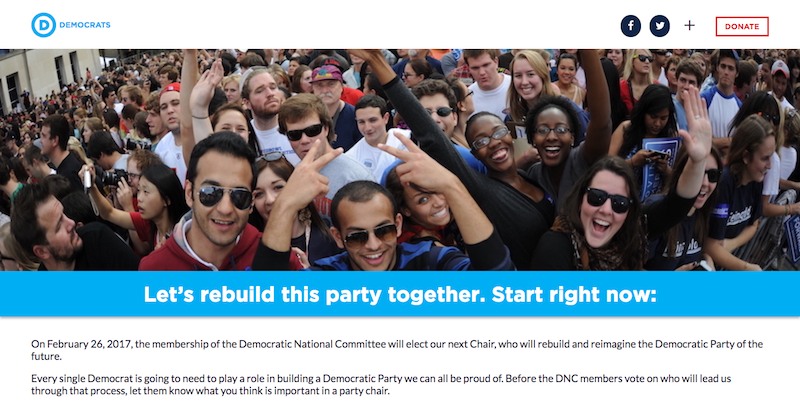 D DEMOCRATS
DONATE
Let's rebuild this party together. Start right now:
On February 26, 2017, the membership of the Democratic National Committee will elect our next Chair, who will rebuild and reimagine the Democratic Party of the
future.
Every single Democrat is going to need to play a role in building a Democratic Party we can all be proud of. Before the DNC members vote on who will lead us
through that process, let them know what you think is important in a party chair.